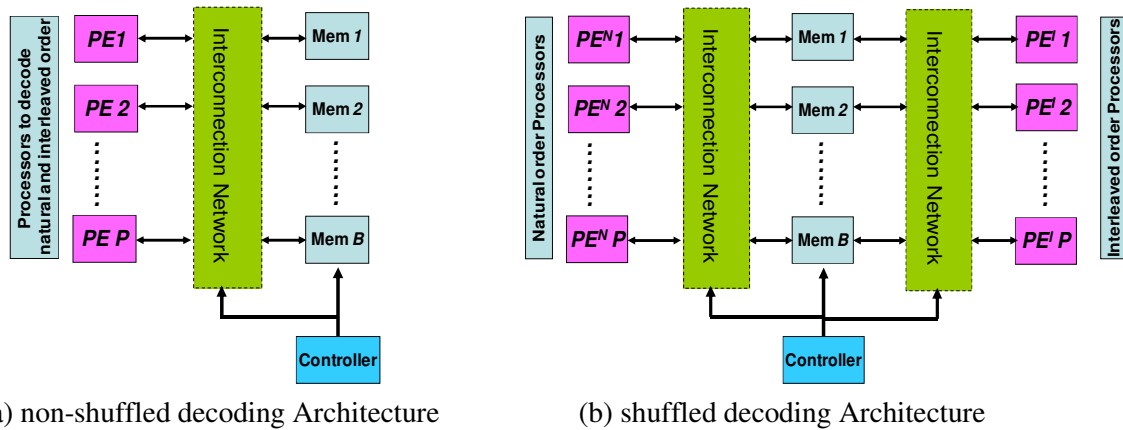 Processors to decode
natural and interleaved order
PE1
PE 2
PE P
Interconnection Network
Mem 1
Mem 2
Mem B
Controller
) non-shuffled decoding Architecture
Natural order Processors
PEᴺ 1
PEᴺ 2
PEᴺ P
Interconnection Network
Mem 1
Mem 2
Mem B
Interconnection Network
PEᴵ 1
PEᴵ 2
PEᴵ P
Interleaved order Processors
Controller
(b) shuffled decoding Architecture